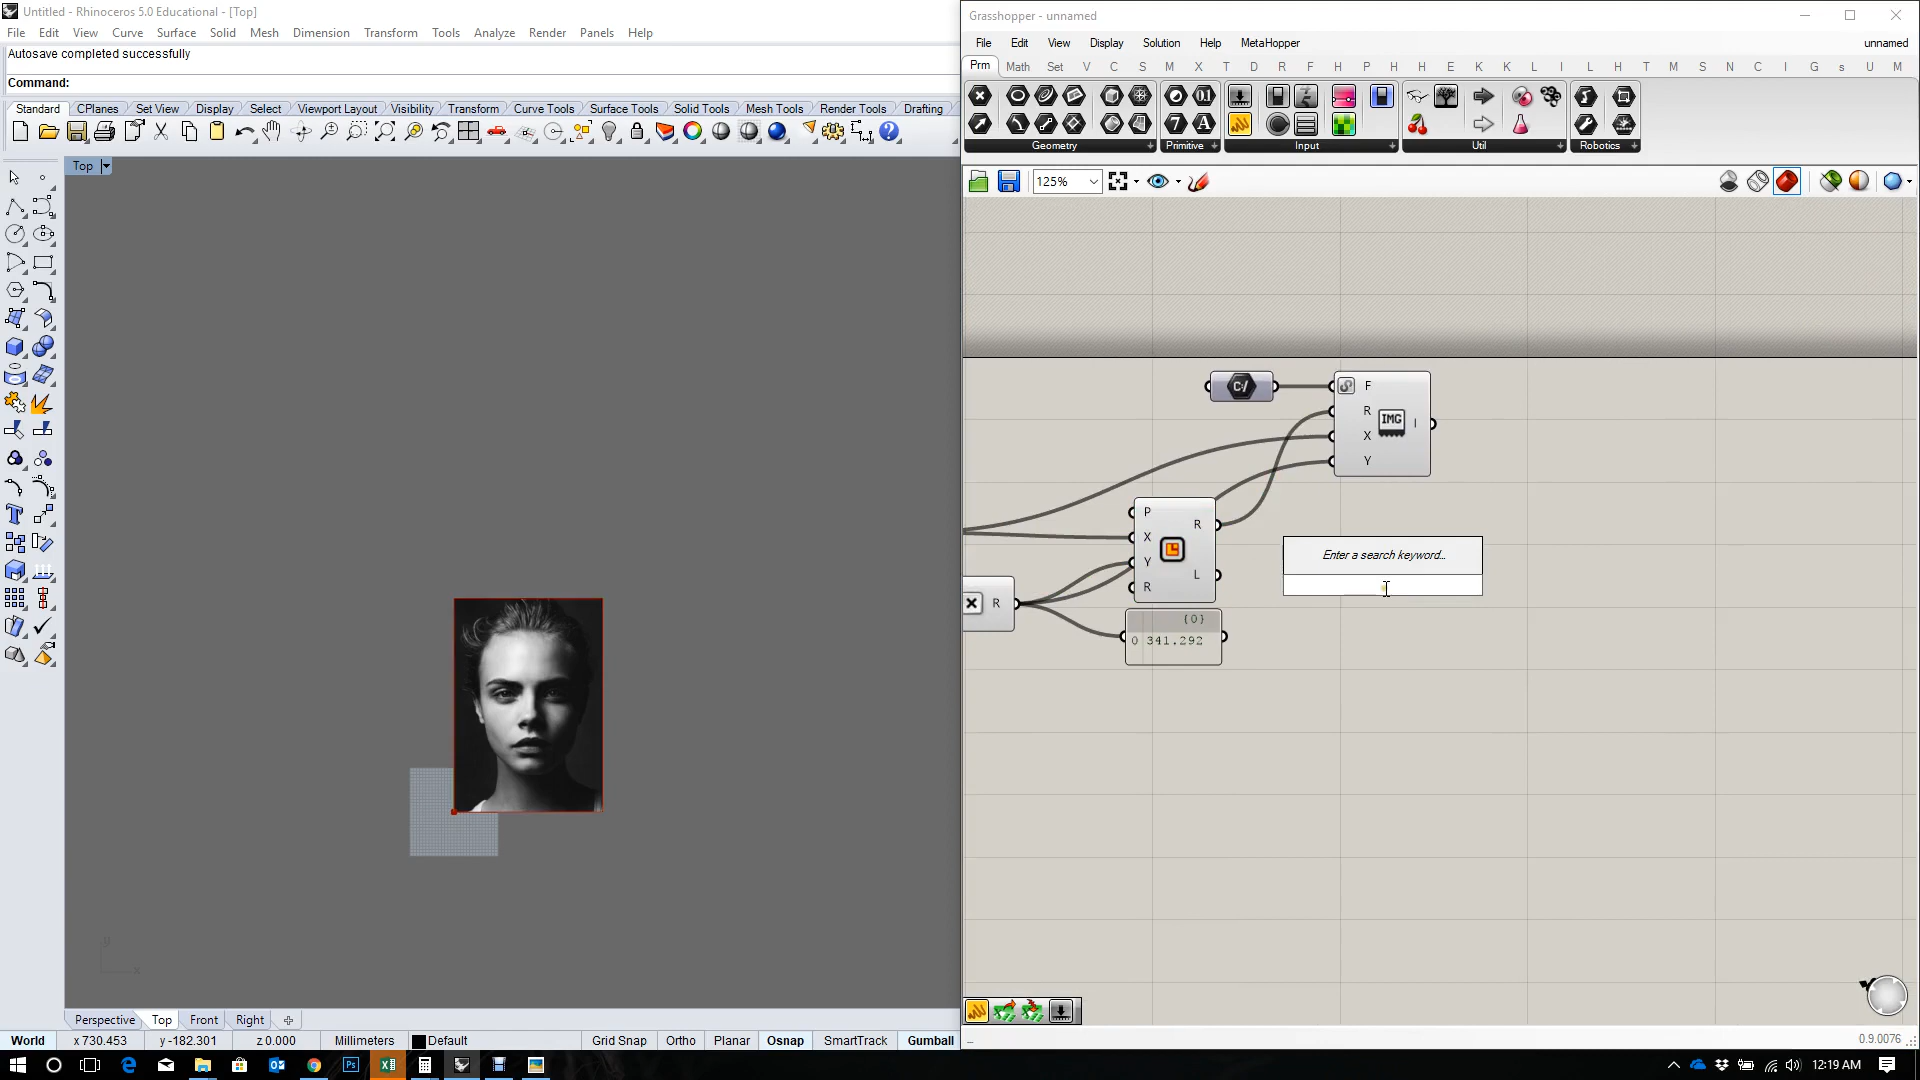 Untitled - Rhinoceros 5.0 Educational - [Top]
File Edit View Curve Surface Solid Mesh Dimension Transform Tools Analyze Render Panels Help
Autosave completed successfully
Command:
Standard CPlanes Set View Display Select Viewport Layout Visibility Transform Curve Tools Surface Tools Solid Tools Mesh Tools Render Tools Drafting
Top
y
x
Perspective Top Front Right
World x 730.453 y -182.301 z 0.000 Millimeters Default Grid Snap Ortho Planar Osnap SmartTrack Gumball
Grasshopper - unnamed
File Edit View Display Solution Help MetaHopper unnamed
Prm Math Set V C S M X T D R F H P H H E K K L I L H T S N C I G s U M
Geometry Primitive Input Util Robotics
125%
C:/
F
R
X
Y
IMG
I
P
X
Y
R
R
L
R
{0}
0 341.292
Enter a search keyword...
0.9.0076
Ps
12:19 AM